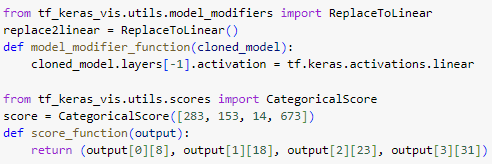 from tf_keras_vis.utils.model_modifiers import ReplaceToLinear
replace2linear = ReplaceToLinear()
def model_modifier_function(cloned_model):
    cloned_model.layers[-1].activation = tf.keras.activations.linear

from tf_keras_vis.utils.scores import CategoricalScore
score = CategoricalScore([283, 153, 14, 673])
def score_function(output):
    return (output[0][8], output[1][18], output[2][23], output[3][31])